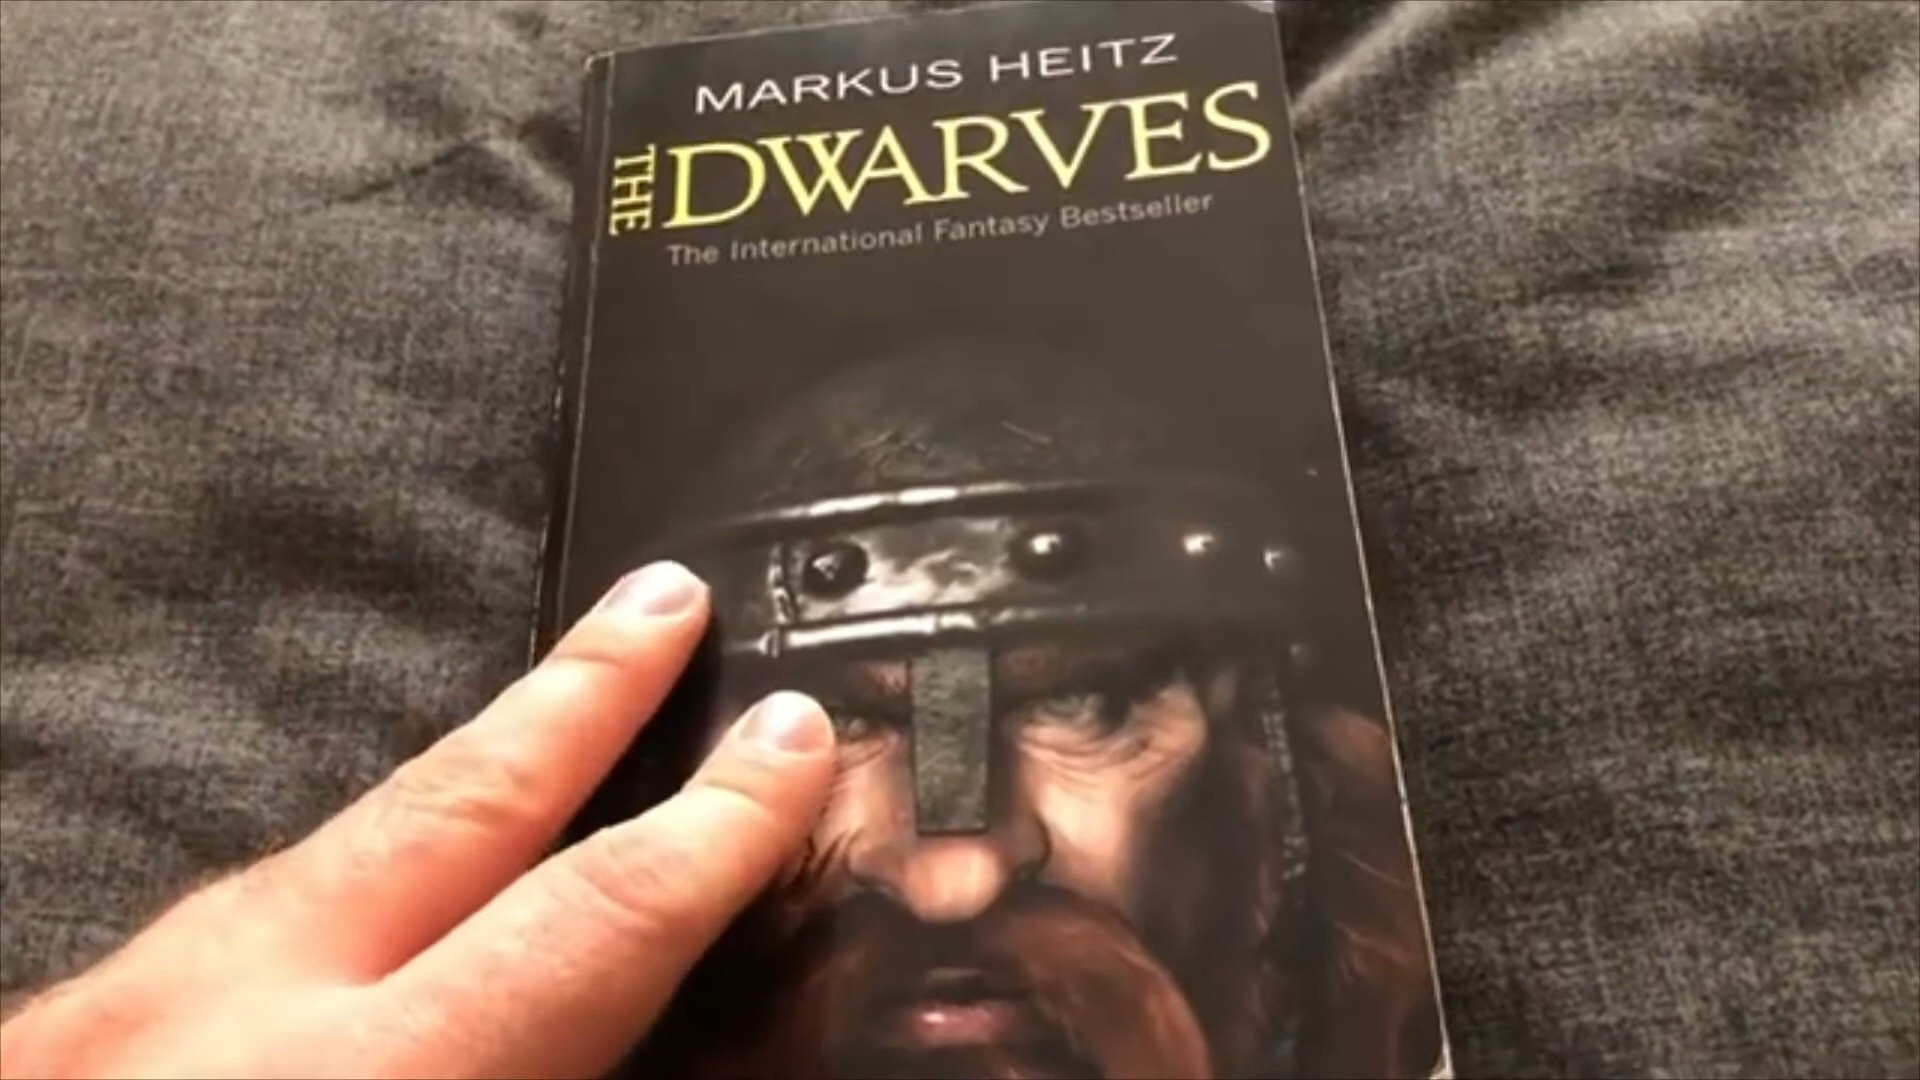 MARKUS HEITZ
THE DWARVES
The International Fantasy Bestseller